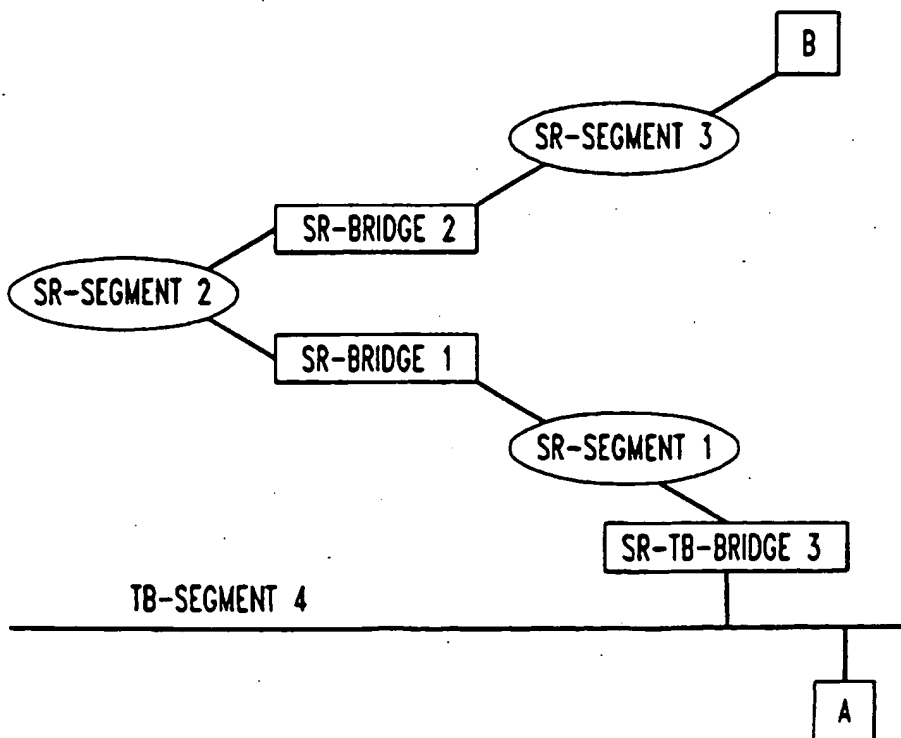 B
SR-SEGMENT 3
SR-BRIDGE 2
SR-SEGMENT 2
SR-BRIDGE 1
SR-SEGMENT 1
SR-TB-BRIDGE 3
TB-SEGMENT 4
A